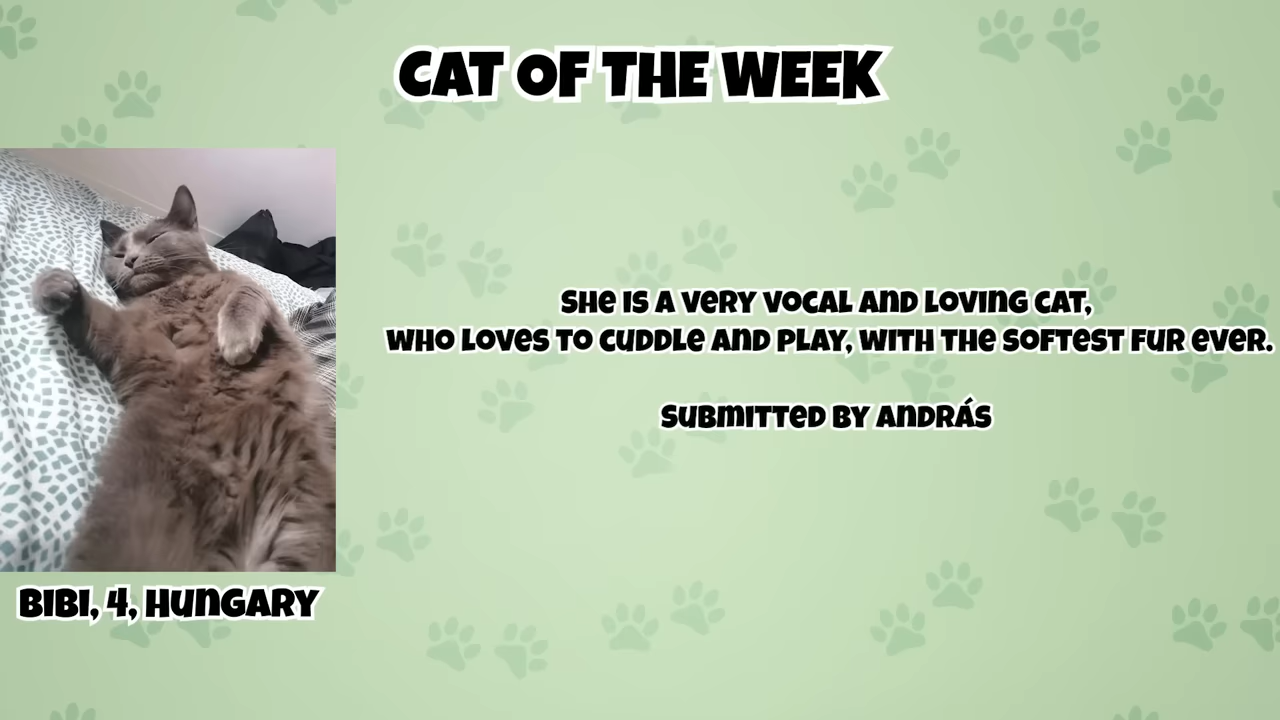 CAT OF THE WEEK
SHE IS A VERY VOCAL AND LOVING CAT,
WHO LOVES TO CUDDLE AND PLAY, WITH THE SOFTEST FUR EVER.
SUBMITTED BY ANDRÁS
BIBI, 4, HUNGARY